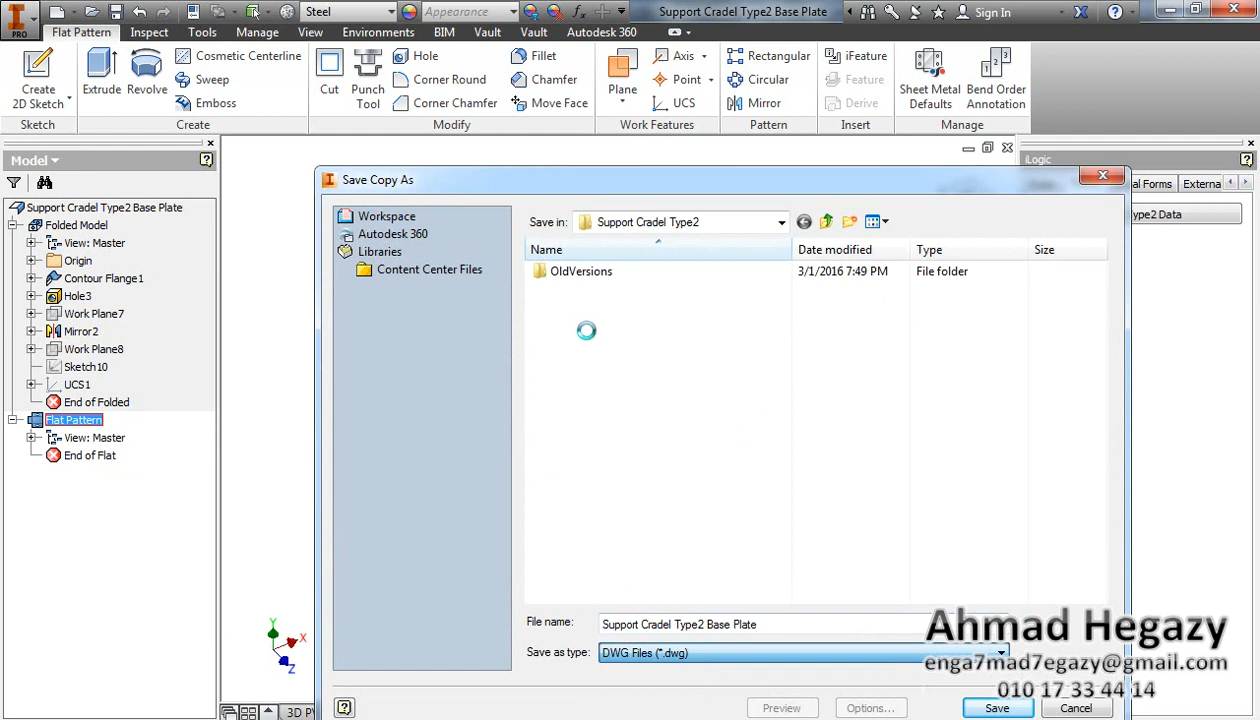 PRO
Steel
Appearance
Support Cradel Type2 Base Plate
Sign In
Flat Pattern Inspect Tools Manage View Environments BIM Vault Vault Autodesk 360
Create
2D Sketch
Sketch
Extrude
Revolve
Cosmetic Centerline
Sweep
Emboss
Create
Cut
Punch
Tool
Hole
Corner Round
Corner Chamfer
Fillet
Chamfer
Move Face
Modify
Plane
Axis
Point
UCS
Work Features
Rectangular
Circular
Mirror
Pattern
iFeature
Feature
Derive
Insert
Sheet Metal
Defaults
Bend Order
Annotation
Manage
Model
Support Cradel Type2 Base Plate
Folded Model
View: Master
Origin
Contour Flange1
Hole3
Work Plane7
Mirror2
Work Plane8
Sketch10
UCS1
End of Folded
Flat Pattern
View: Master
End of Flat
Save Copy As
Workspace
Autodesk 360
Libraries
Content Center Files
Save in: Support Cradel Type2
Name Date modified Type Size
OldVersions 3/1/2016 7:49 PM File folder
File name: Support Cradel Type2 Base Plate
Save as type: DWG Files (*.dwg)
Preview Options... Save Cancel
iLogic
al Forms Externa
ype2 Data
Y
X
Z
Ahmad Hegazy
enga7mad7egazy@gmail.com
010 17 33 44 14